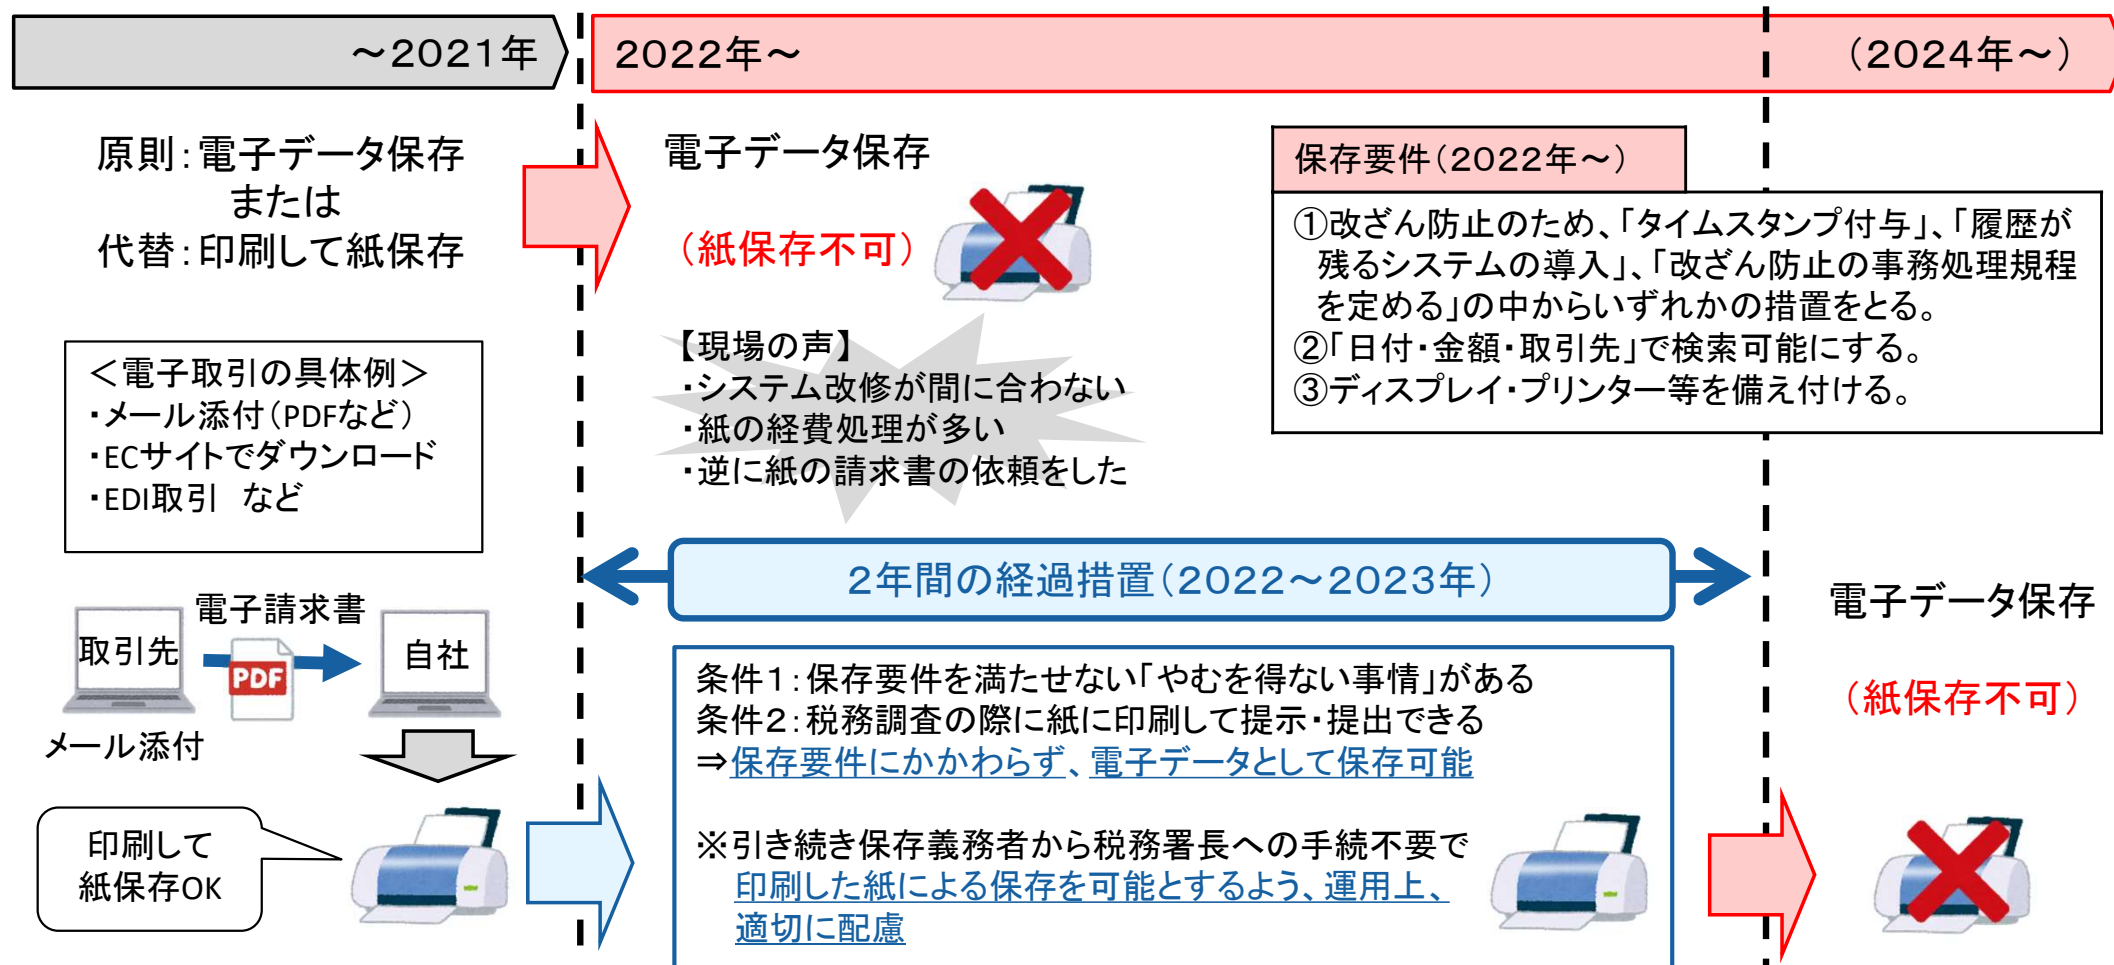 ～2021年
2022年～
（2024年～）
原則：電子データ保存
または
代替：印刷して紙保存
電子データ保存
（紙保存不可）
保存要件（2022年～）
①改ざん防止のため、「タイムスタンプ付与」、「履歴が
残るシステムの導入」、「改ざん防止の事務処理規程
を定める」の中からいずれかの措置をとる。
②「日付・金額・取引先」で検索可能にする。
③ディスプレイ・プリンター等を備え付ける。
＜電子取引の具体例＞
・メール添付（PDFなど）
・ECサイトでダウンロード
・EDI取引　など
【現場の声】
・システム改修が間に合わない
・紙の経費処理が多い
・逆に紙の請求書の依頼をした
2年間の経過措置（2022～2023年）
電子請求書
取引先
PDF
自社
メール添付
印刷して
紙保存OK
条件1：保存要件を満たせない「やむを得ない事情」がある
条件2：税務調査の際に紙に印刷して提示・提出できる
⇒保存要件にかかわらず、電子データとして保存可能
※引き続き保存義務者から税務署長への手続不要で
印刷した紙による保存を可能とするよう、運用上、
適切に配慮
電子データ保存
（紙保存不可）